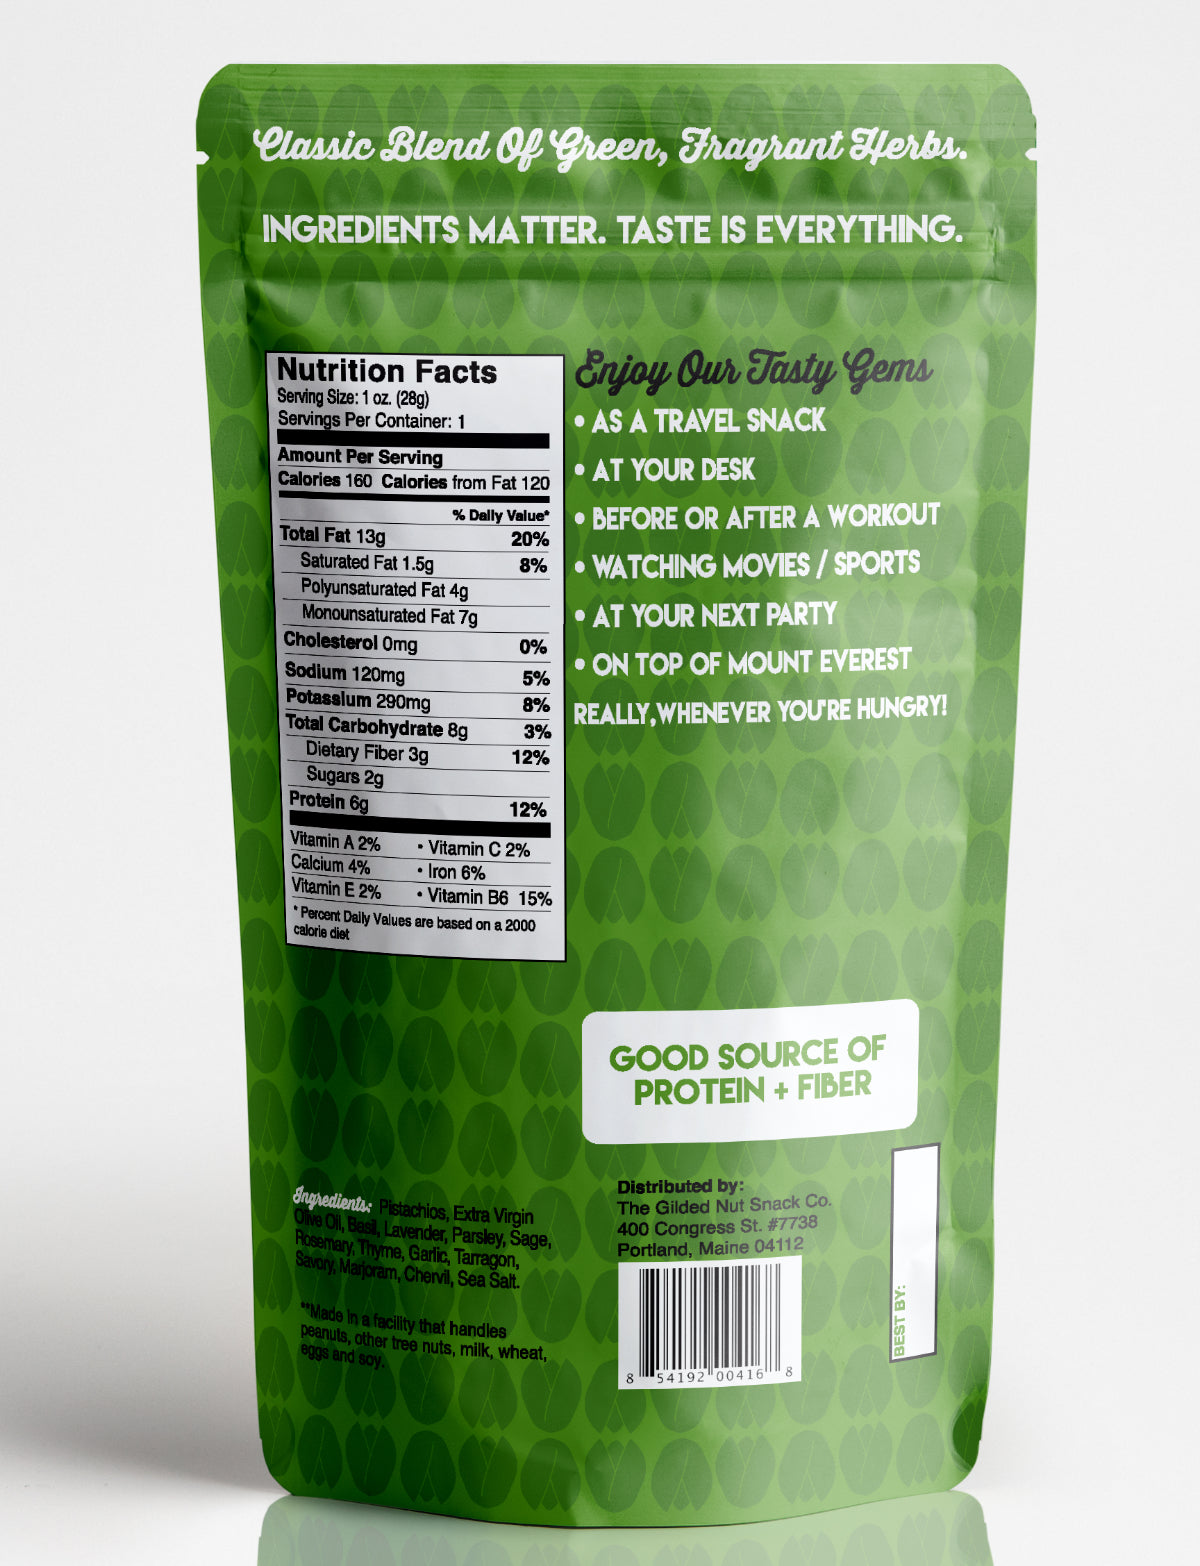 Classic Blend Of Green, Fragrant Herbs.
INGREDIENTS MATTER. TASTE IS EVERYTHING.
Nutrition Facts
Serving Size: 1 oz. (28g)
Servings Per Container: 1
Amount Per Serving
Calories 160 Calories from Fat 120
% Daily Value*
Total Fat 13g 20%
Saturated Fat 1.5g 8%
Polyunsaturated Fat 4g
Monounsaturated Fat 7g
Cholesterol 0mg 0%
Sodium 120mg 5%
Potassium 290mg 8%
Total Carbohydrate 8g 3%
Dietary Fiber 3g 12%
Sugars 2g
Protein 6g 12%
Vitamin A 2% • Vitamin C 2%
Calcium 4% • Iron 6%
Vitamin E 2% • Vitamin B6 15%
* Percent Daily Values are based on a 2000
calorie diet
Enjoy Our Tasty Gems
• AS A TRAVEL SNACK
• AT YOUR DESK
• BEFORE OR AFTER A WORKOUT
• WATCHING MOVIES / SPORTS
• AT YOUR NEXT PARTY
• ON TOP OF MOUNT EVEREST
REALLY,WHENEVER YOU'RE HUNGRY!
GOOD SOURCE OF
PROTEIN + FIBER
Ingredients: Pistachios, Extra Virgin
Olive Oil, Basil, Lavender, Parsley, Sage,
Rosemary, Thyme, Garlic, Tarragon,
Savory, Marjoram, Chervil, Sea Salt.
**Made in a facility that handles
peanuts, other tree nuts, milk, wheat,
eggs and soy.
Distributed by:
The Gilded Nut Snack Co.
400 Congress St. #7738
Portland, Maine 04112
8 54192 00416 8
BEST BY: